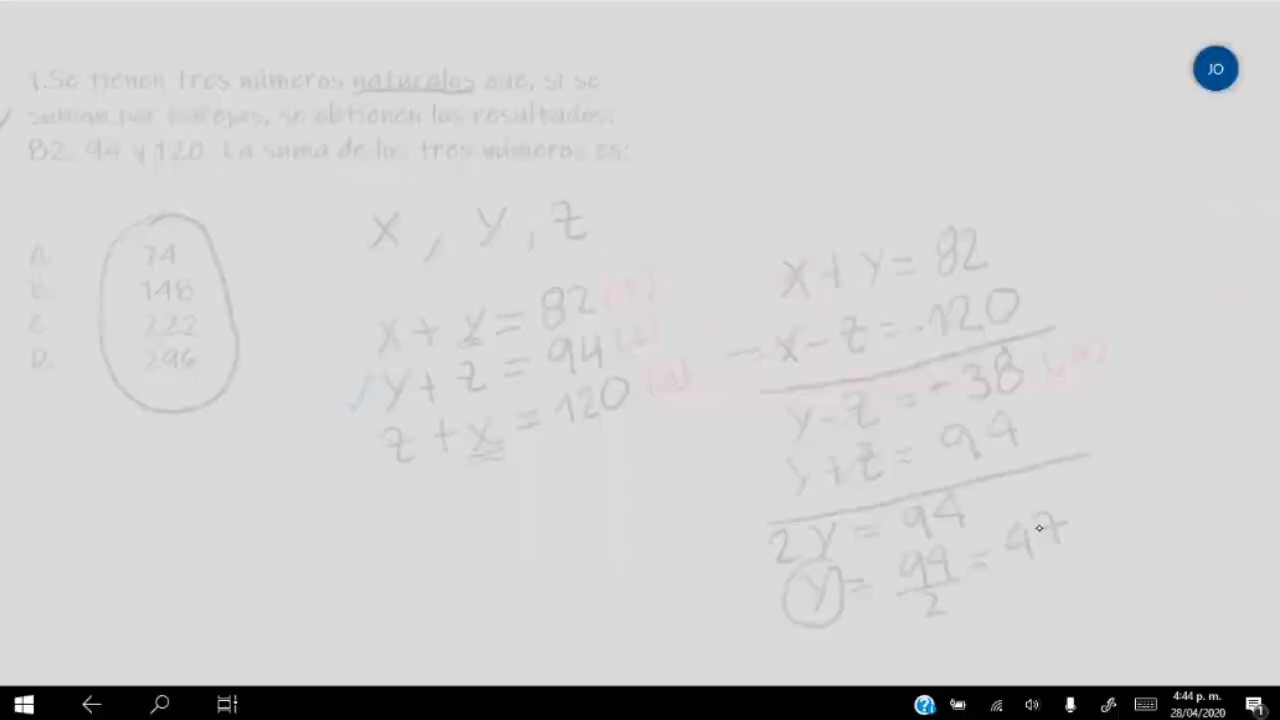 1. Se tienen tres números naturales que, si se
suman por parejas, se obtienen los resultados:
82, 94 y 120. La suma de los tres números es:
A. 74
B. 148
C. 222
D. 296
x , y , z
x + y = 82
y + z = 94
z + x = 120
x + y = 82
- x - z = -120
y - z = -38
y + z = 94
2y = 94
y = 94/2 = 47
JO
4:44 p. m.
28/04/2020
1